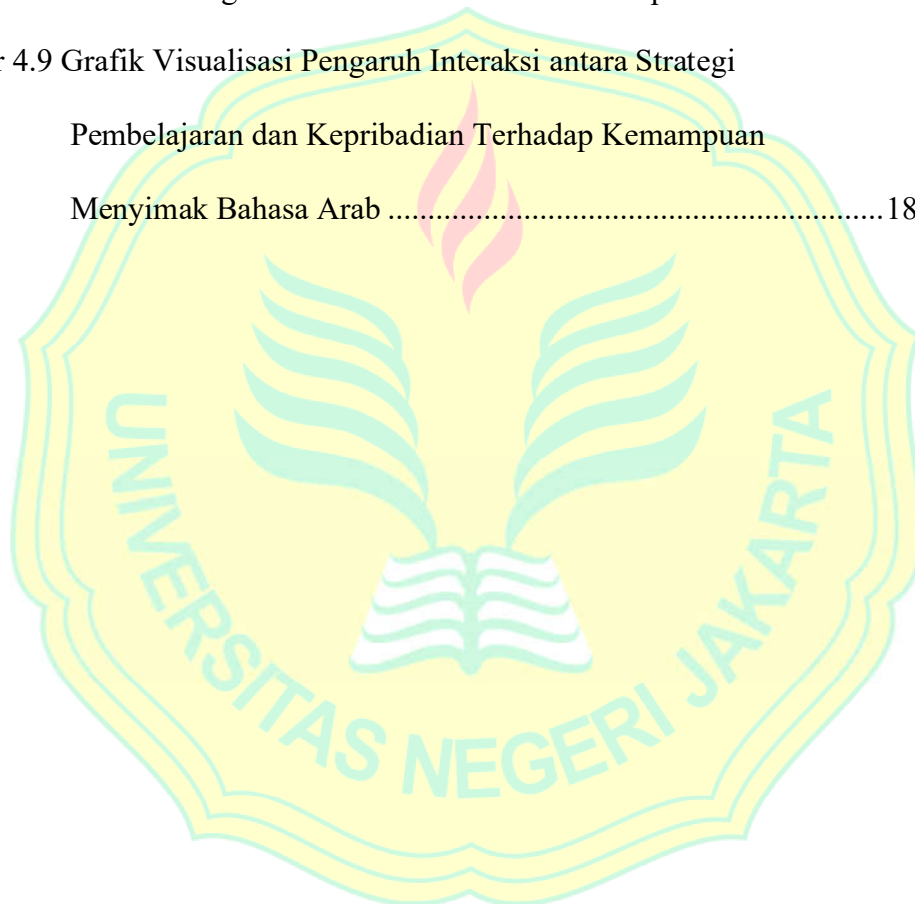 r 4.9 Grafik Visualisasi Pengaruh Interaksi antara Strategi
Pembelajaran dan Kepribadian Terhadap Kemampuan
Menyimak Bahasa Arab ..............................................................18
UNIVERSITAS NEGERI JAKARTA